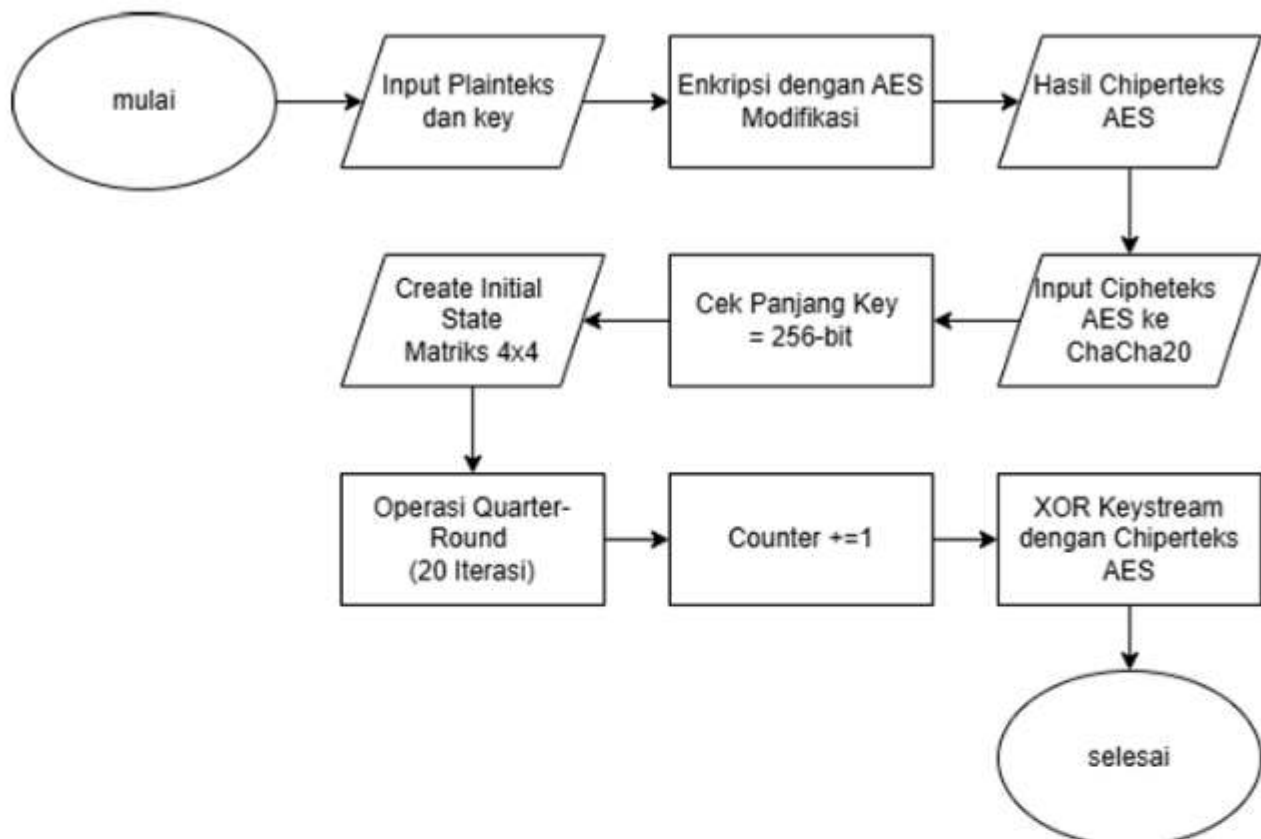 mulai
Input Plainteks
dan key
Enkripsi dengan AES
Modifikasi
Hasil Chiperteks
AES
Input Cipheteks
AES ke
ChaCha20
Cek Panjang Key
= 256-bit
Create Initial
State
Matriks 4x4
Operasi Quarter-
Round
(20 Iterasi)
Counter +=1
XOR Keystream
dengan Chiperteks
AES
selesai